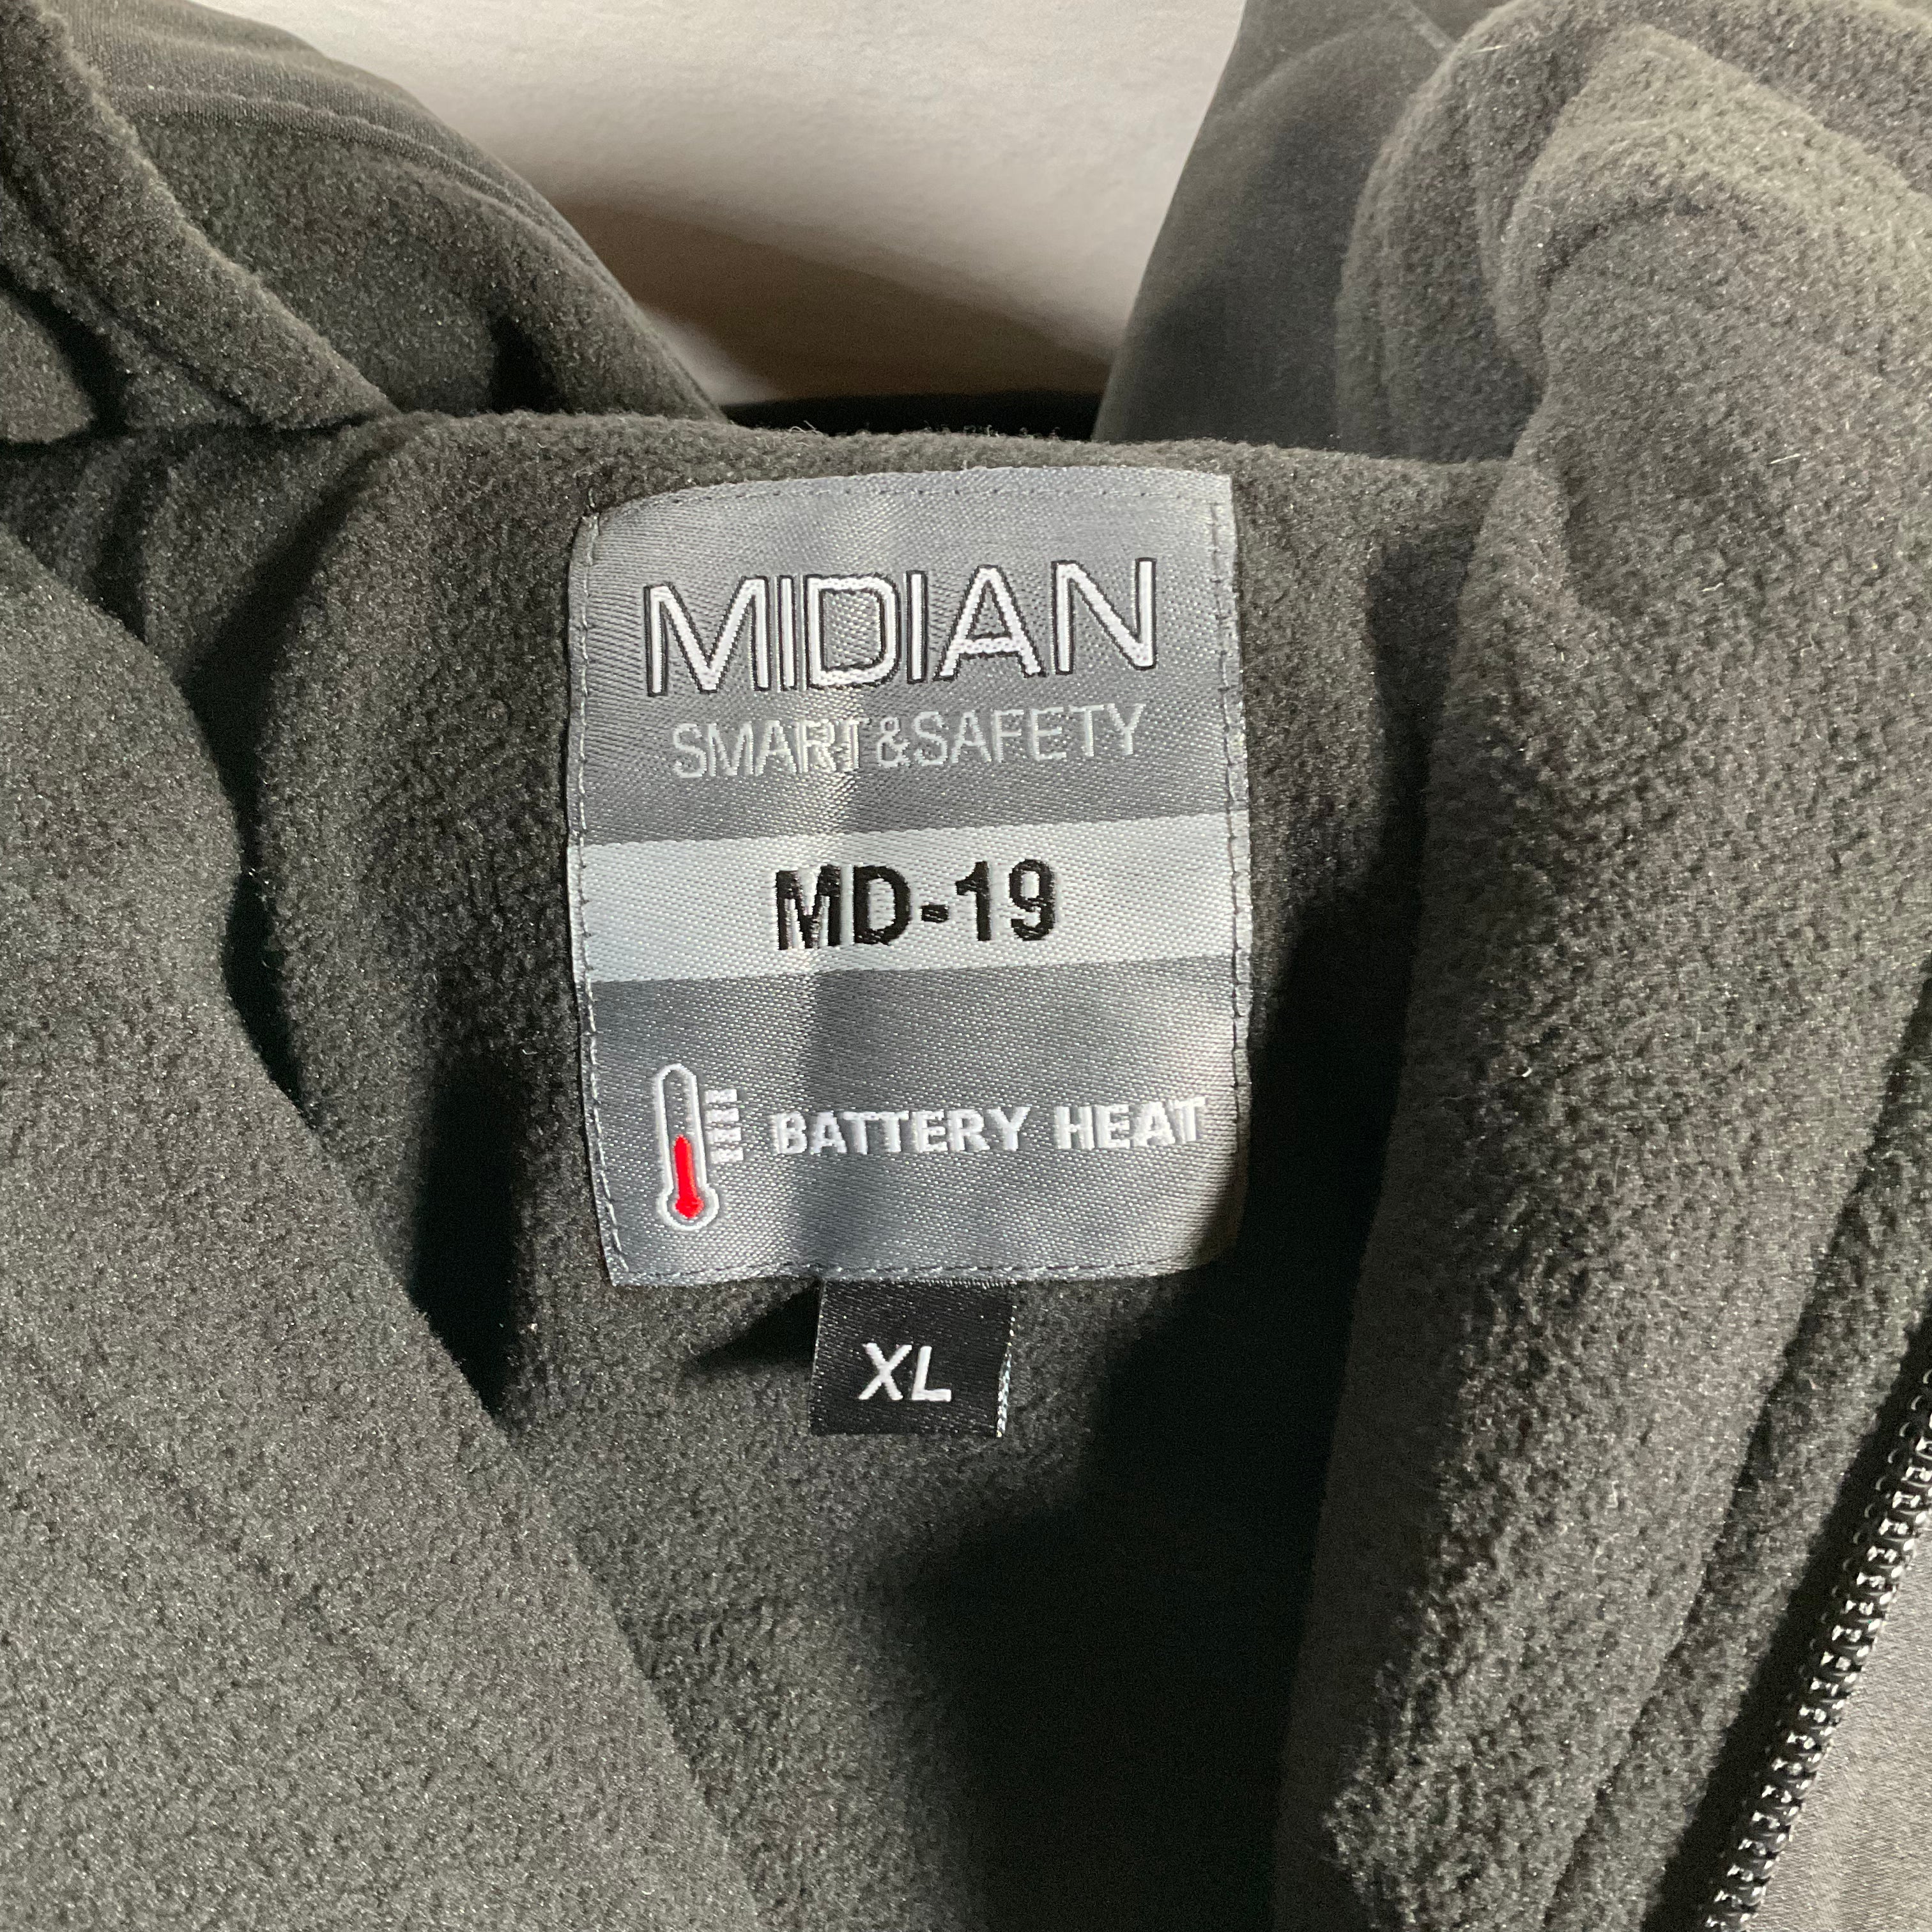 MIDIAN
SMART&SAFETY
MD-19
BATTERY HEAT
XL